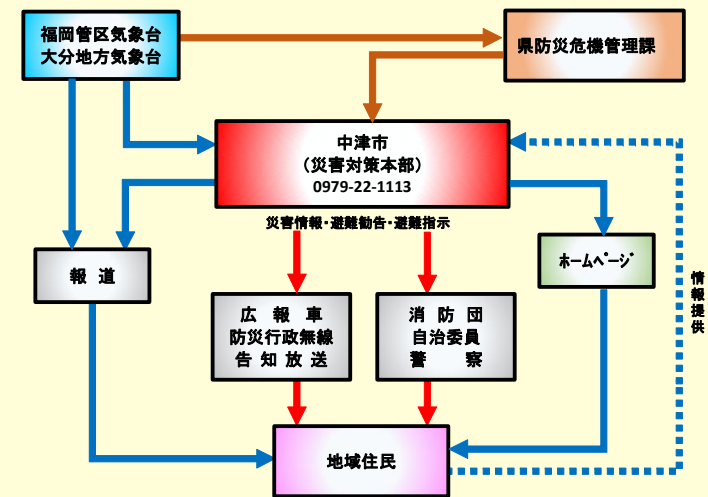 福岡管区気象台
大分地方気象台
県防災危機管理課
中津市
（災害対策本部）
0979-22-1113
災害情報・避難勧告・避難指示
報 道
ホームページ
広 報 車
防災行政無線
告 知 放 送
消 防 団
自治委員
警 察
情報提供
地域住民